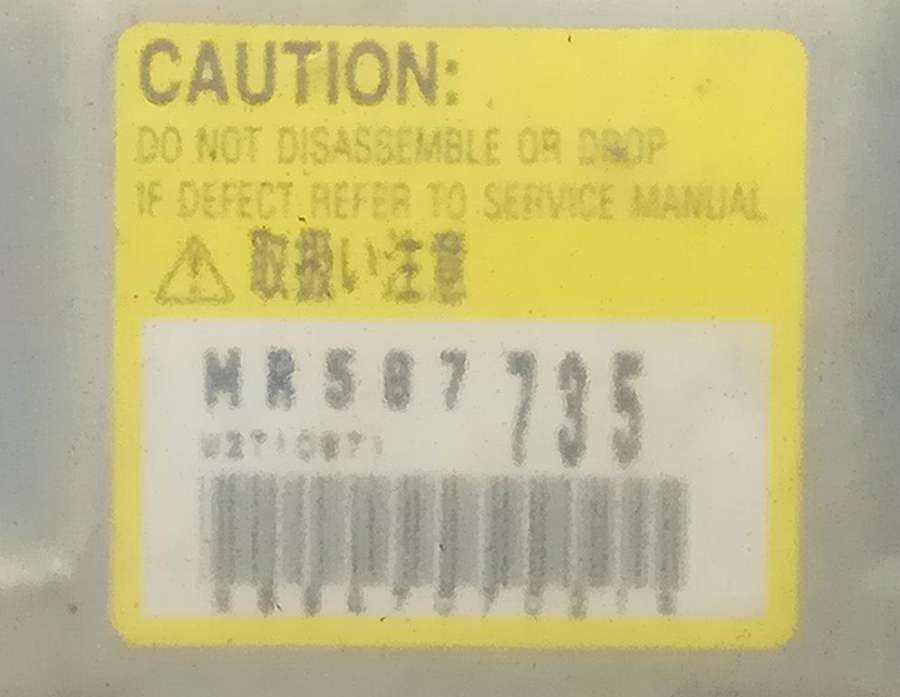 CAUTION:
DO NOT DISASSEMBLE OR DROP
IF DEFECT REFER TO SERVICE MANUAL
取扱い注意
MR587735